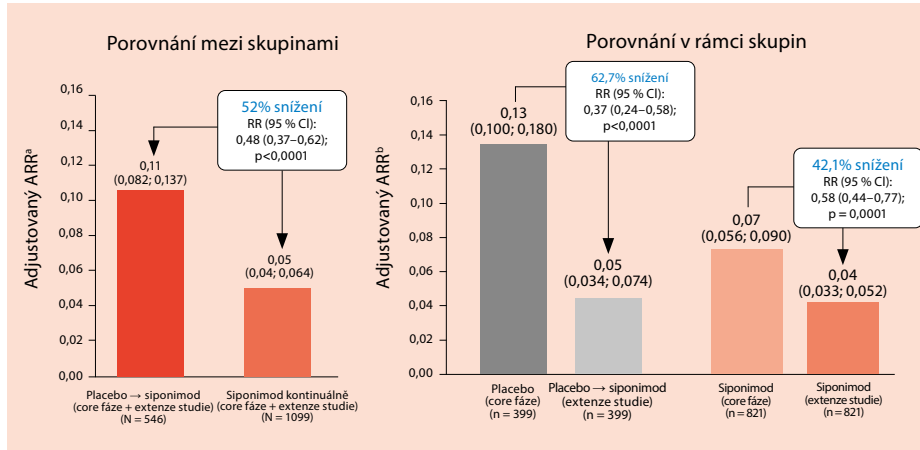 Porovnání mezi skupinami
Adjustovaný ARRᵃ
0,16
0,14
0,12
0,10
0,08
0,06
0,04
0,02
0,00
52% snížení
RR (95 % CI):
0,48 (0,37–0,62);
p<0,0001
0,11
(0,082; 0,137)
0,05
(0,04; 0,064)
Placebo → siponimod
(core fáze + extenze studie)
(N = 546)
Siponimod kontinuálně
(core fáze + extenze studie)
(N = 1099)
Porovnání v rámci skupin
Adjustovaný ARRᵇ
0,16
0,14
0,12
0,10
0,08
0,06
0,04
0,02
0,00
62,7% snížení
RR (95 % CI):
0,37 (0,24–0,58);
p<0,0001
0,13
(0,100; 0,180)
0,05
(0,034; 0,074)
42,1% snížení
RR (95 % CI):
0,58 (0,44–0,77);
p = 0,0001
0,07
(0,056; 0,090)
0,04
(0,033; 0,052)
Placebo
(core fáze)
(n = 399)
Placebo → siponimod
(extenze studie)
(n = 399)
Siponimod
(core fáze)
(n = 821)
Siponimod
(extenze studie)
(n = 821)